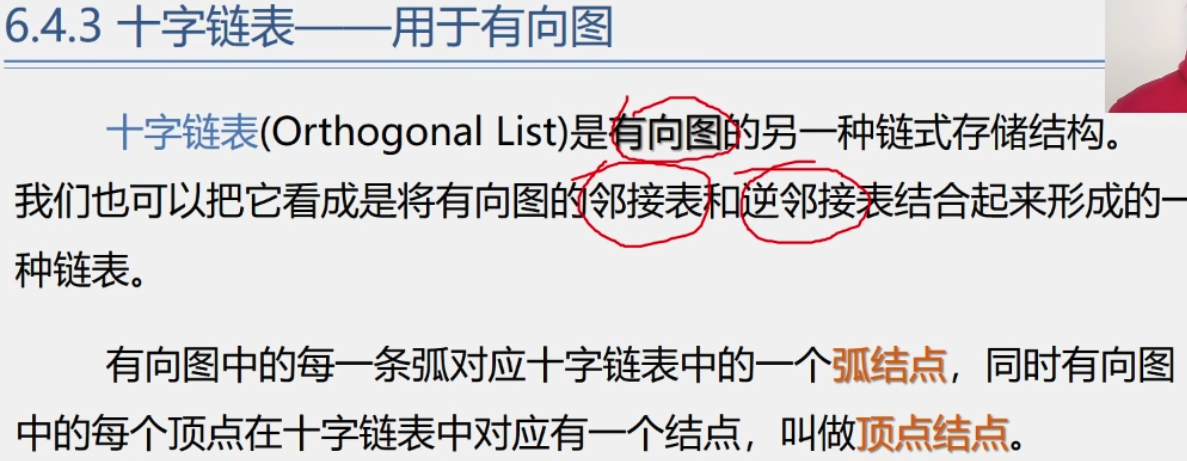 6.4.3 十字链表——用于有向图
十字链表(Orthogonal List)是有向图的另一种链式存储结构。
我们也可以把它看成是将有向图的邻接表和逆邻接表结合起来形成的一
种链表。
有向图中的每一条弧对应十字链表中的一个弧结点，同时有向图
中的每个顶点在十字链表中对应有一个结点，叫做顶点结点。